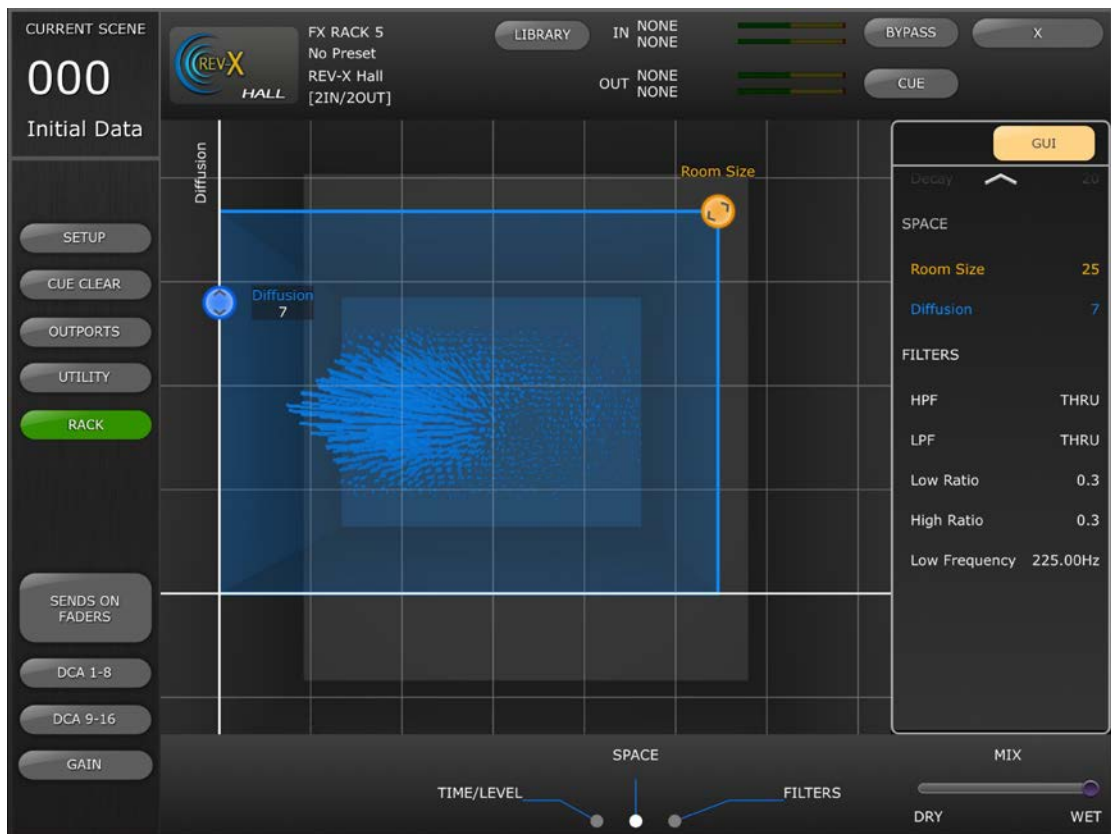 CURRENT SCENE
000
Initial Data
SETUP
CUE CLEAR
OUTPORTS
UTILITY
RACK
SENDS ON
FADERS
DCA 1-8
DCA 9-16
GAIN
REV-X
HALL
FX RACK 5
No Preset
REV-X Hall
[2IN/2OUT]
LIBRARY
IN NONE
NONE
OUT NONE
NONE
BYPASS
X
CUE
Diffusion
Room Size
Diffusion
7
GUI
Decay 20
SPACE
Room Size 25
Diffusion 7
FILTERS
HPF THRU
LPF THRU
Low Ratio 0.3
High Ratio 0.3
Low Frequency 225.00Hz
SPACE
TIME/LEVEL
FILTERS
MIX
DRY WET